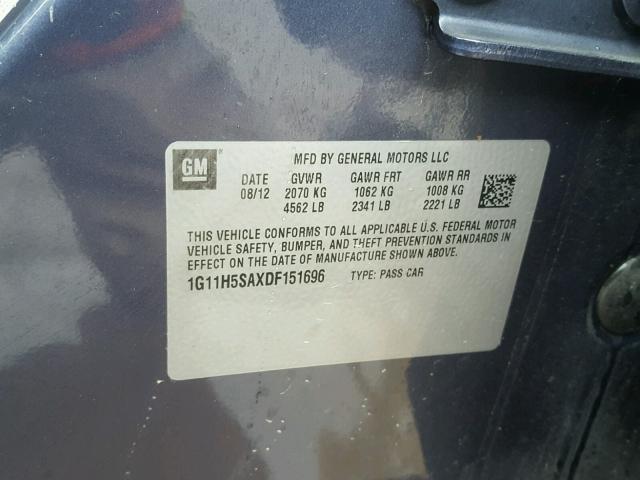 GM ® MFD BY GENERAL MOTORS LLC
DATE GVWR GAWR FRT GAWR RR
08/12 2070 KG 1062 KG 1008 KG
4562 LB 2341 LB 2221 LB
THIS VEHICLE CONFORMS TO ALL APPLICABLE U.S. FEDERAL MOTOR
VEHICLE SAFETY, BUMPER, AND THEFT PREVENTION STANDARDS IN
EFFECT ON THE DATE OF MANUFACTURE SHOWN ABOVE.
1G11H5SAXDF151696 TYPE: PASS CAR